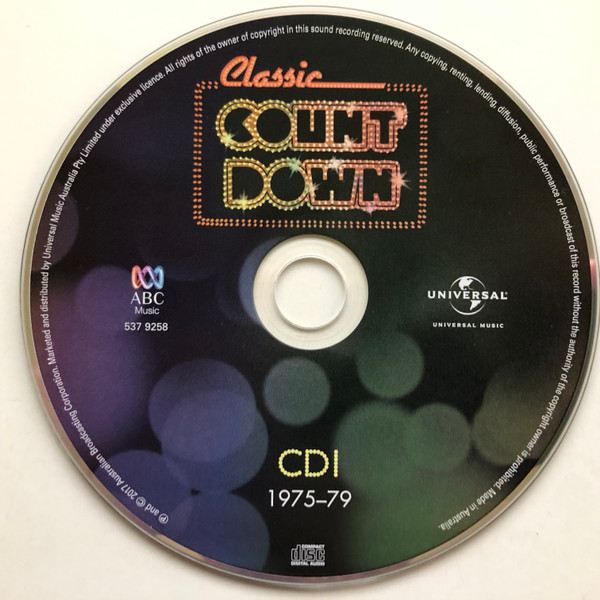 Classic
COUNT
DOWN
ABC
Music
537 9258
UNIVERSAL
UNIVERSAL MUSIC
CD1
1975–79
COMPACT
disc
DIGITAL AUDIO
℗ and © 2017 Australian Broadcasting Corporation. Marketed and distributed by Universal Music Australia Pty Limited under exclusive licence. All rights of the owner of copyright in this sound recording reserved. Any copying, renting, lending, diffusion, public performance or broadcast of this record without the authority of the copyright owner is prohibited. Made in Australia.